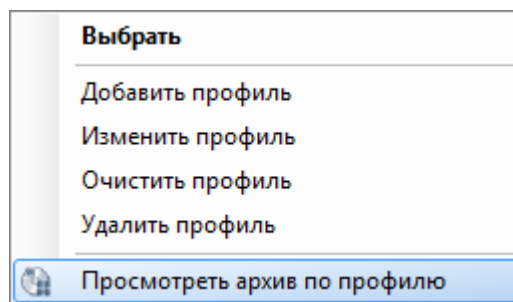 Выбрать
Добавить профиль
Изменить профиль
Очистить профиль
Удалить профиль
Просмотреть архив по профилю